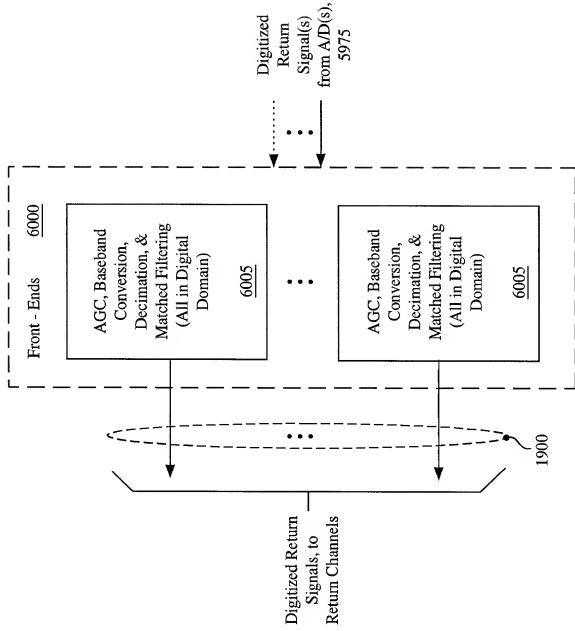 Digitized
Return
Signal(s)
from A/D(s),
5975
Front - Ends
6000
AGC, Baseband
Conversion,
Decimation, &
Matched Filtering
(All in Digital
Domain)
6005
AGC, Baseband
Conversion,
Decimation, &
Matched Filtering
(All in Digital
Domain)
6005
1900
Digitized Return
Signals, to
Return Channels